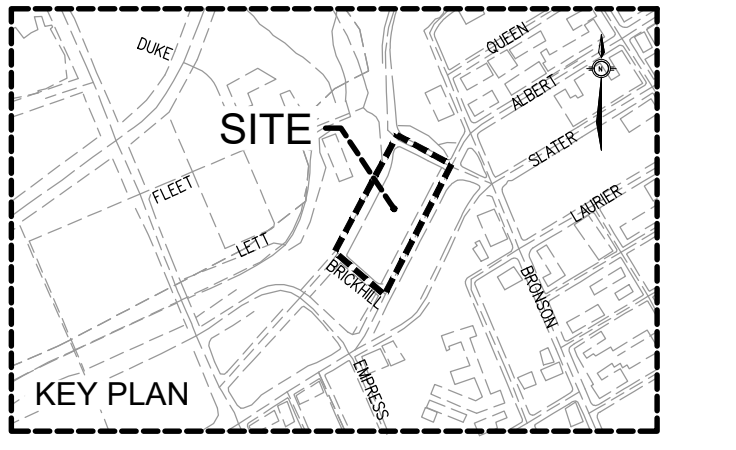 DUKE
QUEEN
N
ALBERT
SITE
SLATER
FLEET
LAURIER
LETT
BRICKHILL
BRONSON
EMPRESS
KEY PLAN